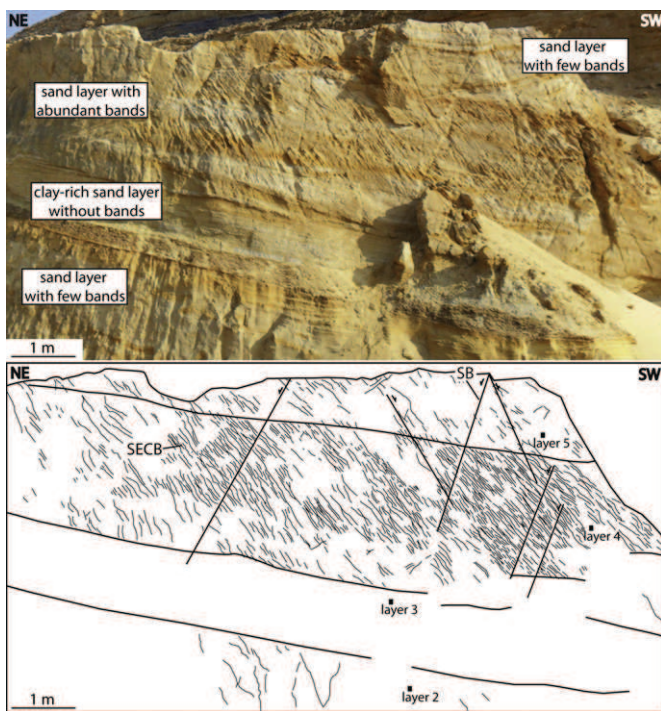 NE
SW
sand layer
with few bands
sand layer with
abundant bands
clay-rich sand layer
without bands
sand layer
with few bands
1 m
NE
SB
SW
SECB
layer 5
layer 4
layer 3
layer 2
1 m